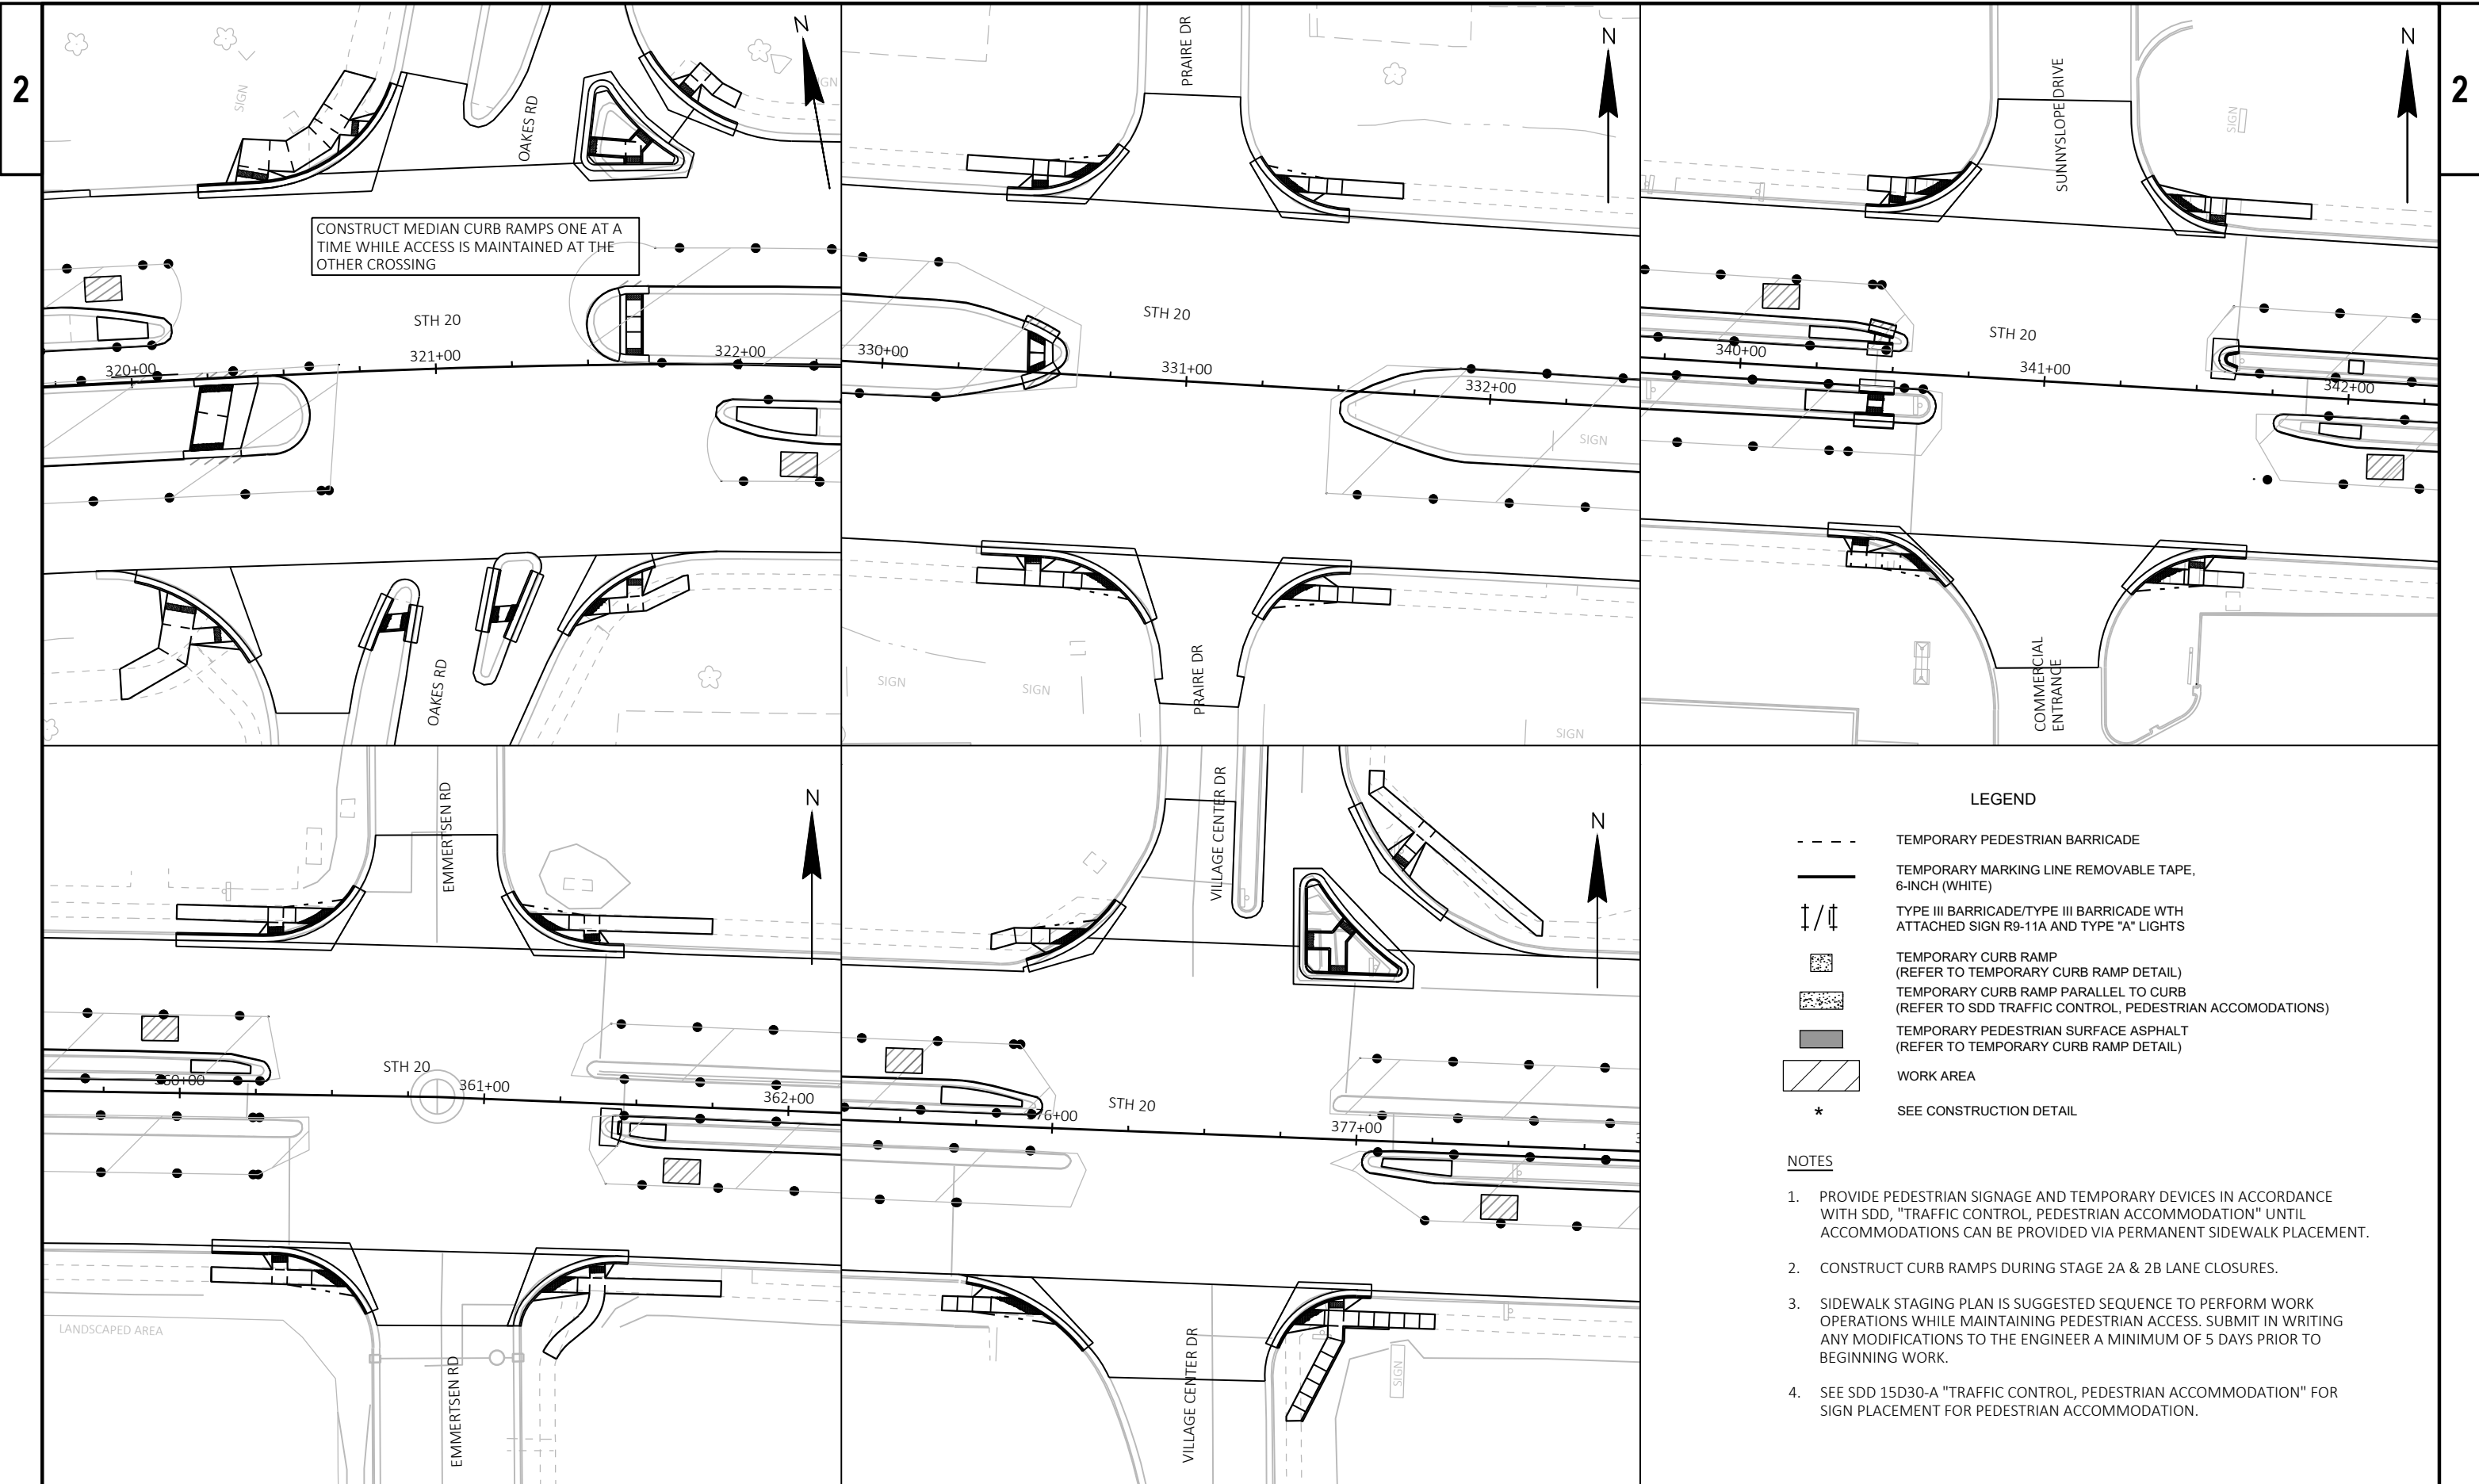 2
2
SIGN
OAKES RD
SIGN
N
CONSTRUCT MEDIAN CURB RAMPS ONE AT A
TIME WHILE ACCESS IS MAINTAINED AT THE
OTHER CROSSING
STH 20
320+00
321+00
322+00
OAKES RD
PRAIRE DR
N
STH 20
330+00
331+00
332+00
SIGN
SIGN
SIGN
PRAIRE DR
SIGN
SUNNYSLOPE DRIVE
SIGN
N
STH 20
340+00
341+00
342+00
COMMERCIAL
ENTRANCE
EMMERTSEN RD
N
STH 20
360+00
361+00
362+00
LANDSCAPED AREA
EMMERTSEN RD
VILLAGE CENTER DR
N
STH 20
376+00
377+00
VILLAGE CENTER DR
SIGN
LEGEND
TEMPORARY PEDESTRIAN BARRICADE
TEMPORARY MARKING LINE REMOVABLE TAPE,
6-INCH (WHITE)
TYPE III BARRICADE/TYPE III BARRICADE WTH
ATTACHED SIGN R9-11A AND TYPE "A" LIGHTS
TEMPORARY CURB RAMP
(REFER TO TEMPORARY CURB RAMP DETAIL)
TEMPORARY CURB RAMP PARALLEL TO CURB
(REFER TO SDD TRAFFIC CONTROL, PEDESTRIAN ACCOMODATIONS)
TEMPORARY PEDESTRIAN SURFACE ASPHALT
(REFER TO TEMPORARY CURB RAMP DETAIL)
WORK AREA
* SEE CONSTRUCTION DETAIL
NOTES
1. PROVIDE PEDESTRIAN SIGNAGE AND TEMPORARY DEVICES IN ACCORDANCE
WITH SDD, "TRAFFIC CONTROL, PEDESTRIAN ACCOMMODATION" UNTIL
ACCOMMODATIONS CAN BE PROVIDED VIA PERMANENT SIDEWALK PLACEMENT.
2. CONSTRUCT CURB RAMPS DURING STAGE 2A & 2B LANE CLOSURES.
3. SIDEWALK STAGING PLAN IS SUGGESTED SEQUENCE TO PERFORM WORK
OPERATIONS WHILE MAINTAINING PEDESTRIAN ACCESS. SUBMIT IN WRITING
ANY MODIFICATIONS TO THE ENGINEER A MINIMUM OF 5 DAYS PRIOR TO
BEGINNING WORK.
4. SEE SDD 15D30-A "TRAFFIC CONTROL, PEDESTRIAN ACCOMMODATION" FOR
SIGN PLACEMENT FOR PEDESTRIAN ACCOMMODATION.